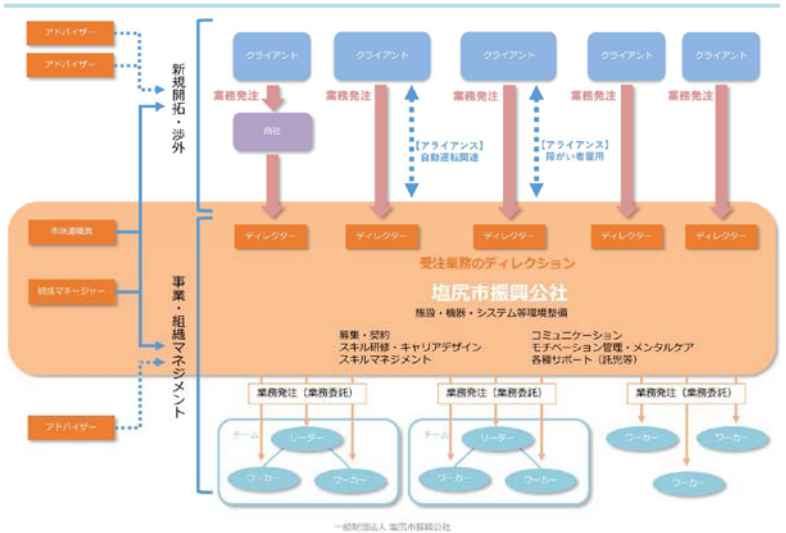 アドバイザー
アドバイザー
新規開拓・渉外
クライアント
クライアント
クライアント
クライアント
クライアント
業務発注
業務発注
業務発注
業務発注
業務発注
商社
【アライアンス】
自動運転関連
【アライアンス】
障がい者雇用
市派遣職員
統括マネージャー
アドバイザー
事業・組織マネジメント
ディレクター
ディレクター
ディレクター
ディレクター
ディレクター
受注業務のディレクション
塩尻市振興公社
施設・機器・システム等環境整備
募集・契約
スキル研修・キャリアデザイン
スキルマネジメント
コミュニケーション
モチベーション管理・メンタルケア
各種サポート（託児等）
業務発注（業務委託）
業務発注（業務委託）
業務発注（業務委託）
チーム
リーダー
ワーカー
ワーカー
チーム
リーダー
ワーカー
ワーカー
ワーカー
ワーカー
ワーカー
一般財団法人 塩尻市振興公社